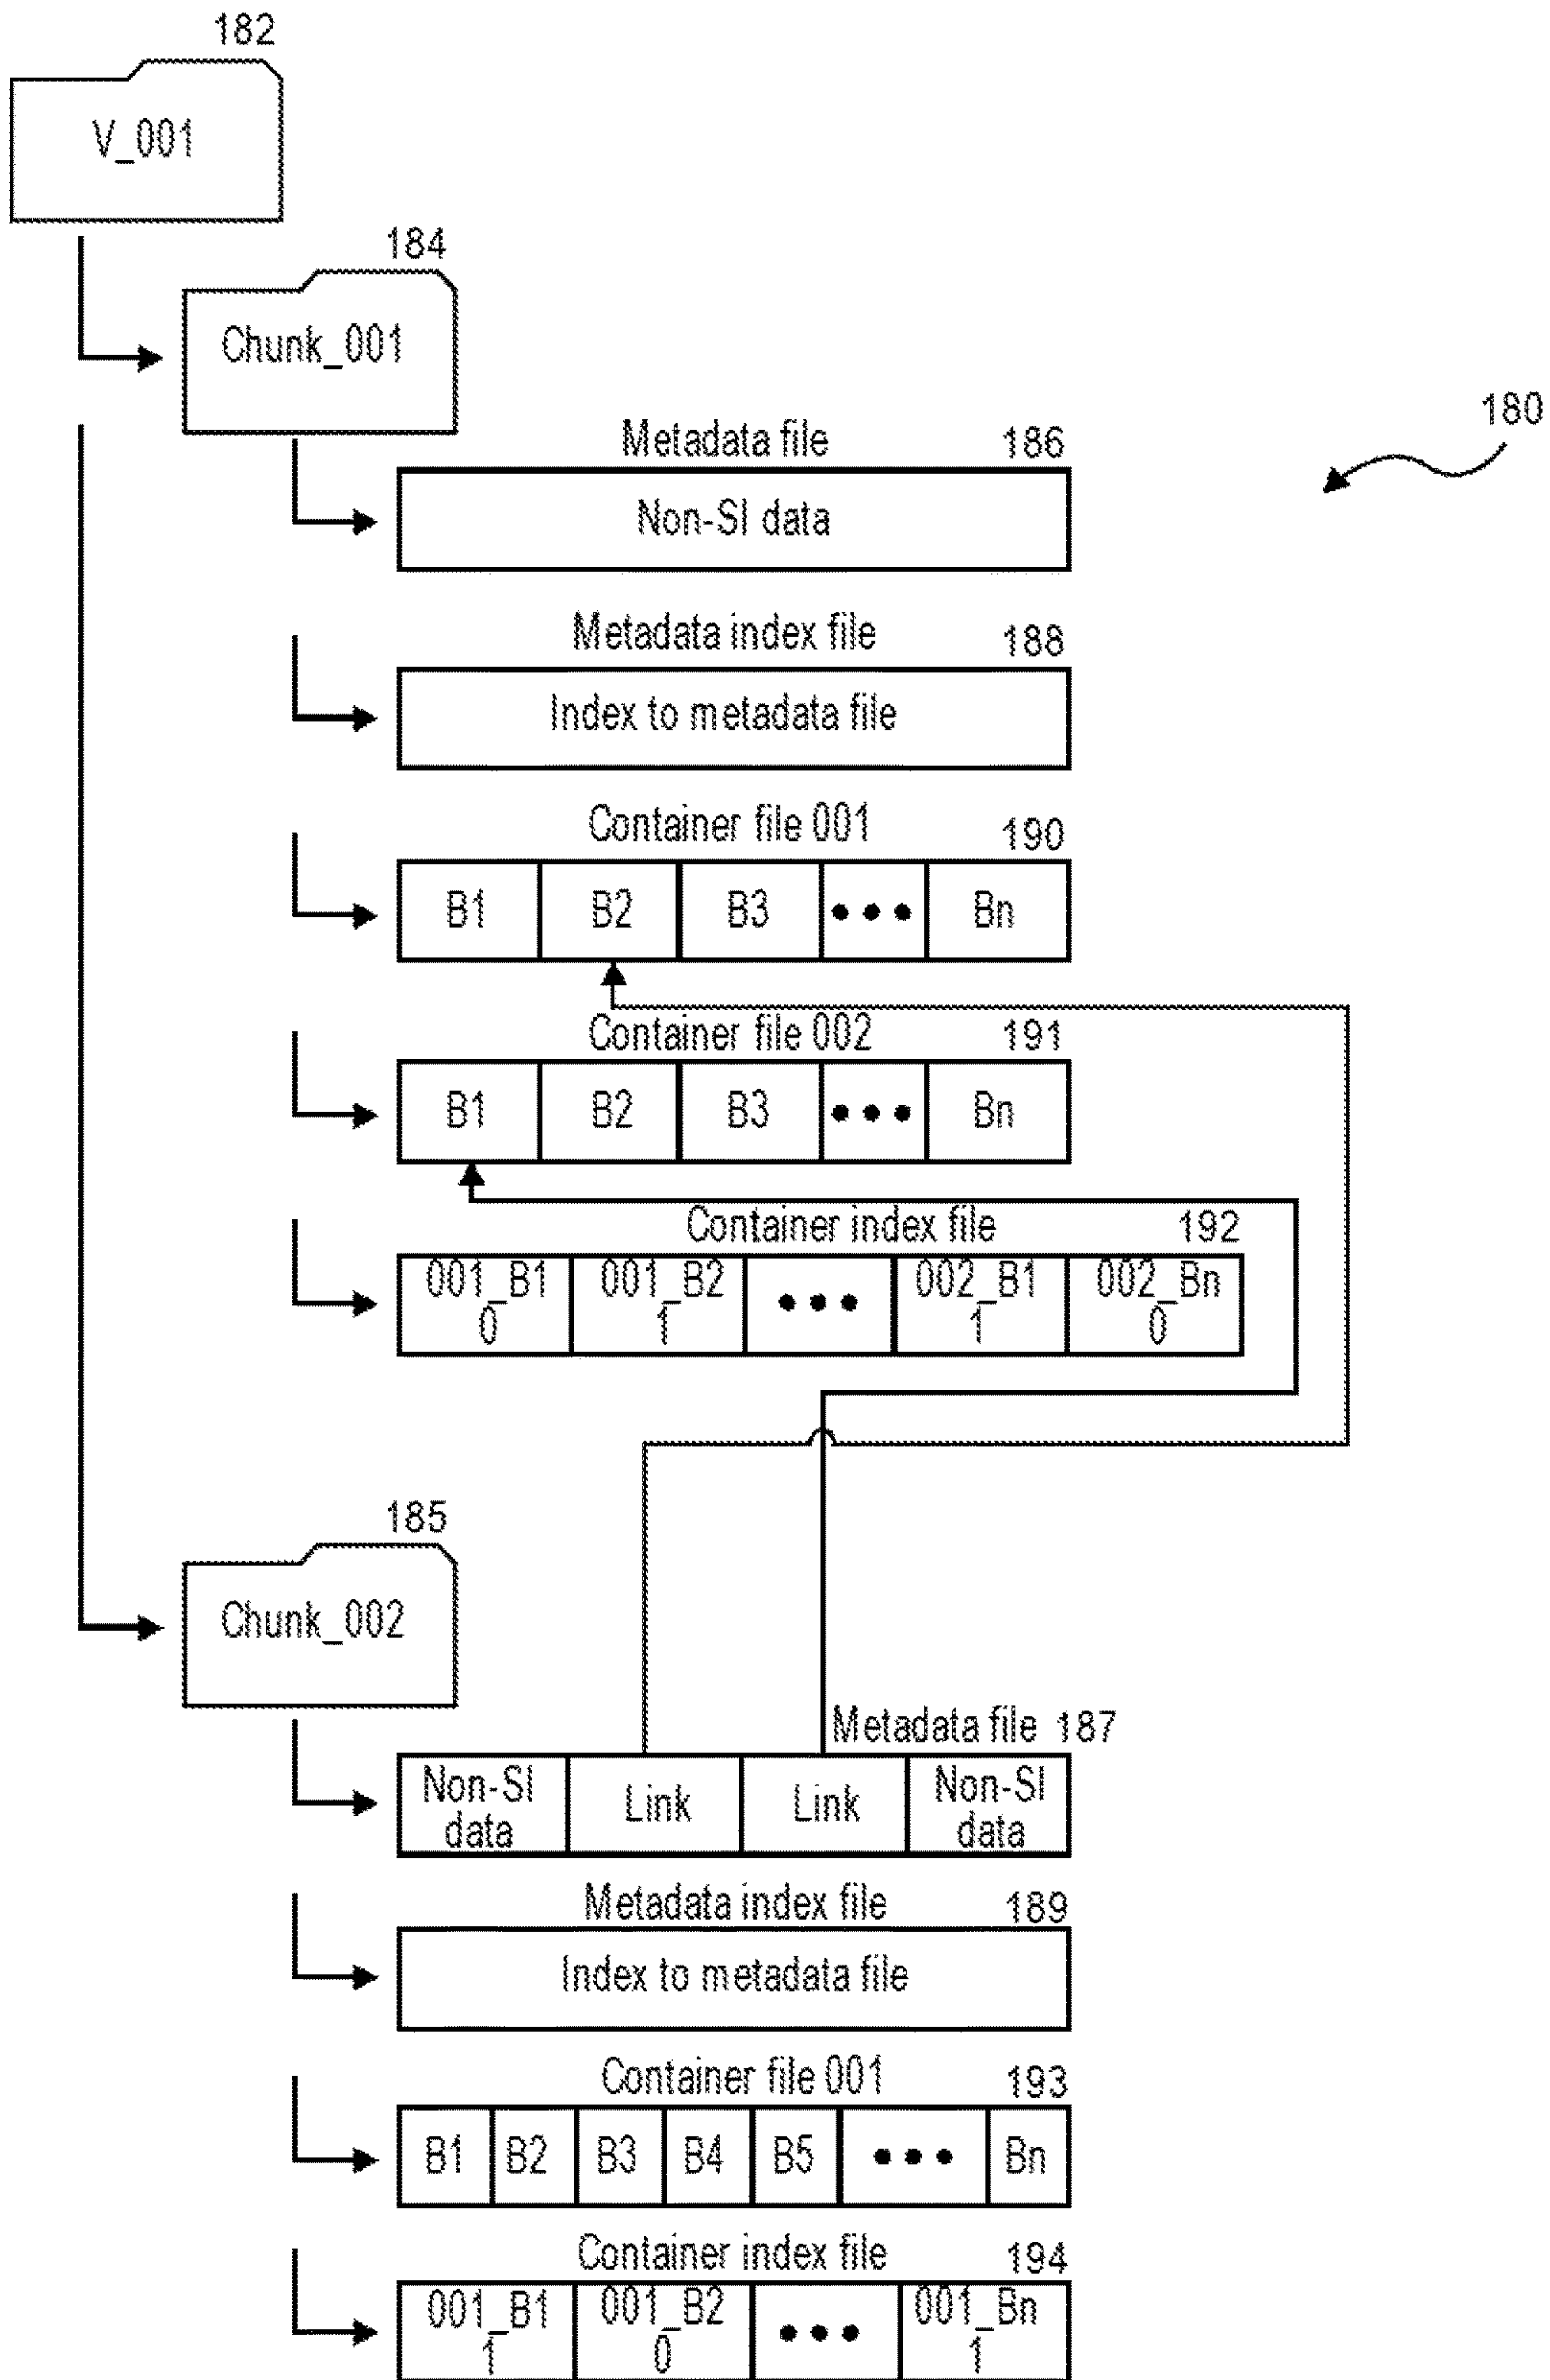 182
V_001
184
Chunk_001
180
Metadata file 186
Non-SI data
Metadata index file 188
Index to metadata file
Container file 001 190
B1 B2 B3 ••• Bn
Container file 002 191
B1 B2 B3 ••• Bn
Container index file 192
001_B1 001_B2 ••• 002_B1 002_Bn
0 1 1 0
185
Chunk_002
Metadata file 187
Non-SI Link Link Non-SI
data data
Metadata index file 189
Index to metadata file
Container file 001 193
B1 B2 B3 B4 B5 ••• Bn
Container index file 194
001_B1 001_B2 ••• 001_Bn
1 0 1